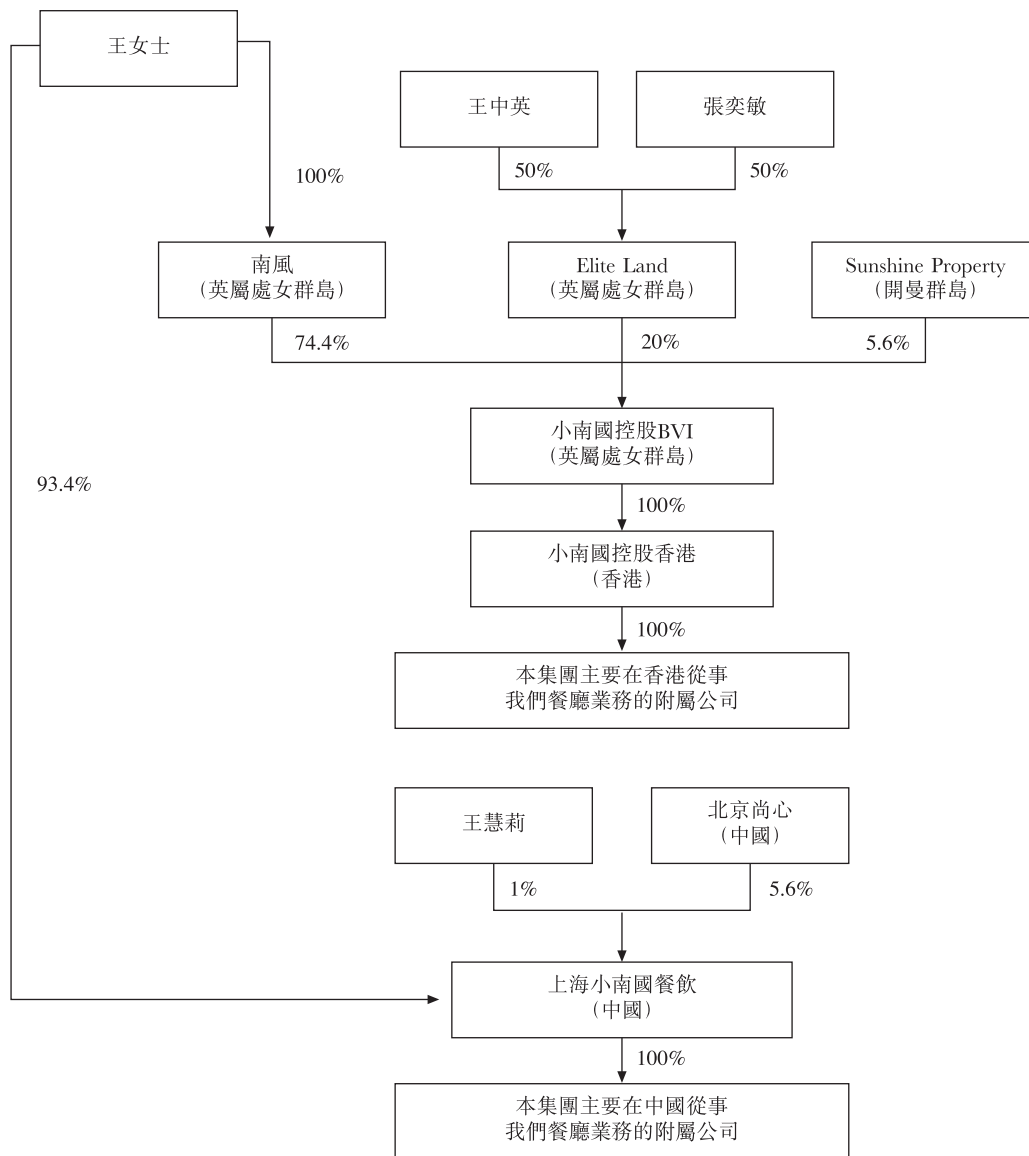 王女士
王中英
張奕敏
100%
50%
50%
南風
（英屬處女群島）
Elite Land
（英屬處女群島）
Sunshine Property
（開曼群島）
74.4%
20%
5.6%
小南國控股BVI
（英屬處女群島）
93.4%
100%
小南國控股香港
（香港）
100%
本集團主要在香港從事
我們餐廳業務的附屬公司
王慧莉
北京尚心
（中國）
1%
5.6%
上海小南國餐飲
（中國）
100%
本集團主要在中國從事
我們餐廳業務的附屬公司